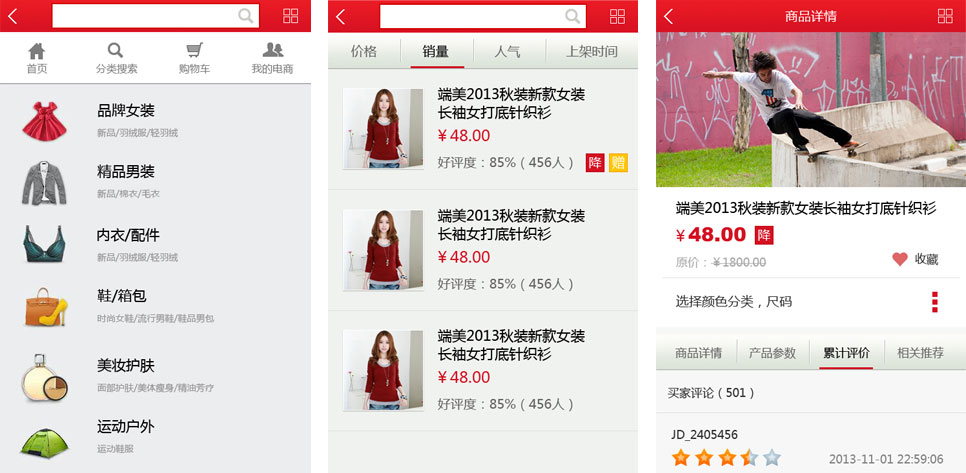 首页
分类搜索
购物车
我的电商
品牌女装
新品/羽绒服/轻羽绒
精品男装
新品/棉衣/毛衣
内衣/配件
新品/羽绒服/轻羽绒
鞋/箱包
时尚女鞋/流行男鞋/鞋品男包
美妆护肤
面部护肤/美体瘦身/精油芳疗
运动户外
运动鞋服
价格
销量
人气
上架时间
端美2013秋装新款女装
长袖女打底针织衫
¥ 48.00
好评度：85% ( 456人 ) 降 赠
端美2013秋装新款女装
长袖女打底针织衫
¥ 48.00
好评度：85% ( 456人 )
端美2013秋装新款女装
长袖女打底针织衫
¥ 48.00
好评度：85% ( 456人 )
商品详情
端美2013秋装新款女装长袖女打底针织衫
¥ 48.00 降
原价：¥ 1800.00
收藏
选择颜色分类，尺码
商品详情
产品参数
累计评价
相关推荐
买家评论 ( 501 )
JD_2405456
2013-11-01 22:59:06